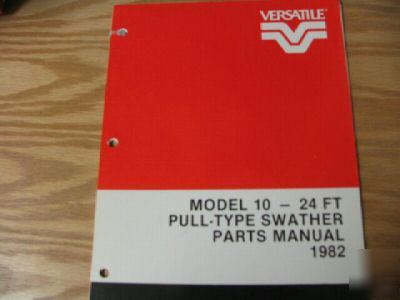 VERSATILE®
MODEL 10 – 24 FT
PULL-TYPE SWATHER
PARTS MANUAL
1982